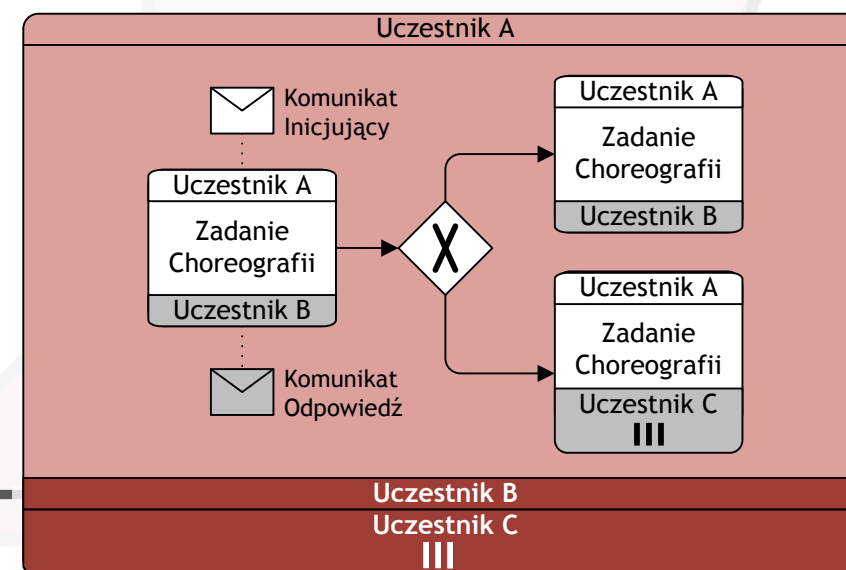 Uczestnik A
Komunikat
Inicjujący
Uczestnik A
Zadanie
Choreografii
Uczestnik B
Komunikat
Odpowiedź
X
Uczestnik A
Zadanie
Choreografii
Uczestnik B
Uczestnik A
Zadanie
Choreografii
Uczestnik C
Uczestnik B
Uczestnik C